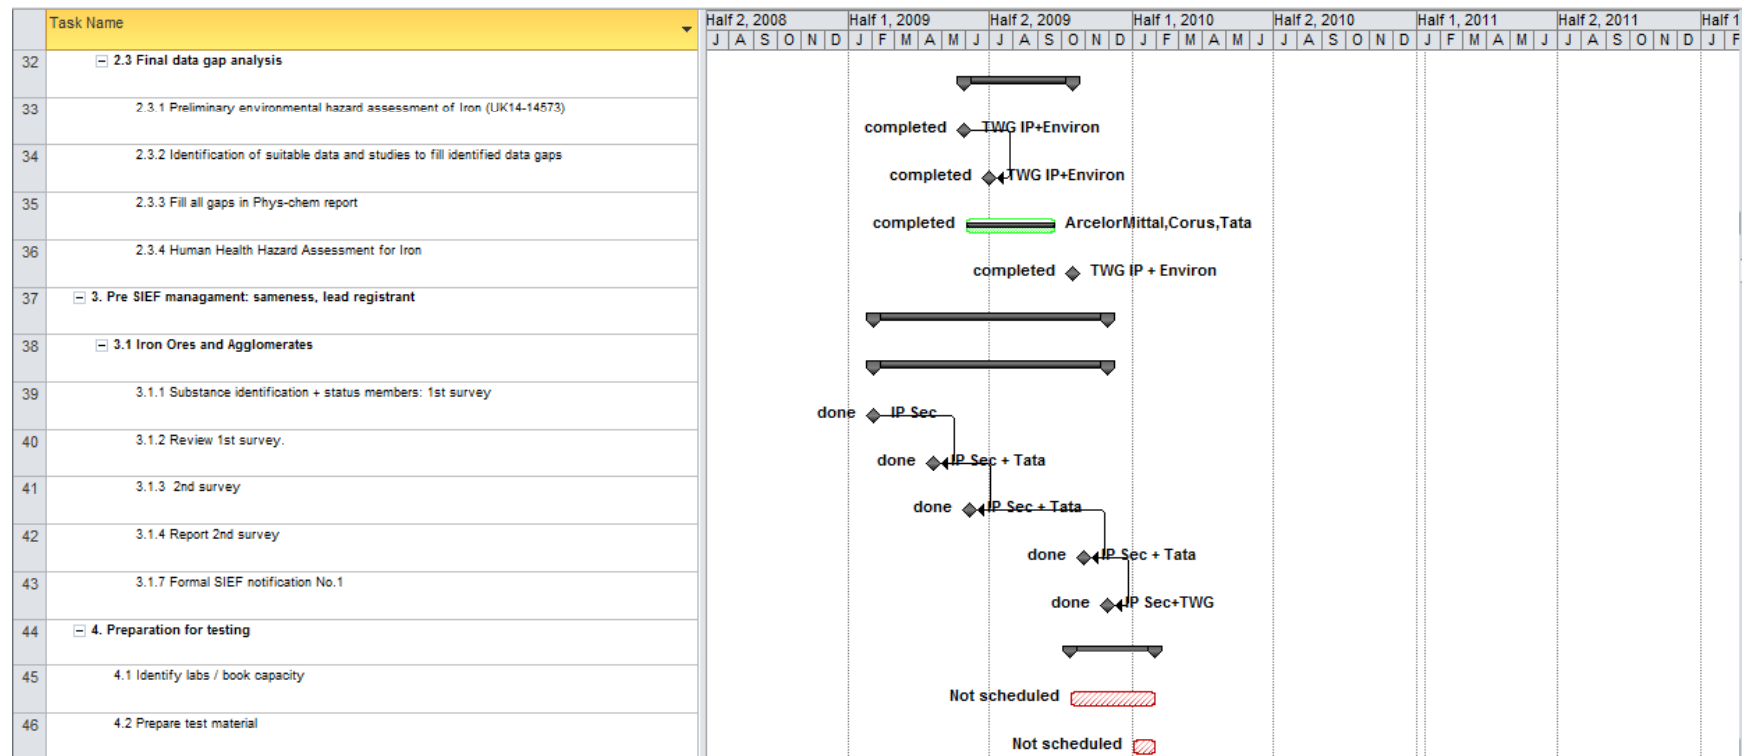 Task Name
Half 2, 2008 Half 1, 2009 Half 2, 2009 Half 1, 2010 Half 2, 2010 Half 1, 2011 Half 2, 2011 Half 1
J A S O N D J F M A M J J A S O N D J F M A M J J A S O N D J F M A M J J A S O N D J F
32 2.3 Final data gap analysis
33 2.3.1 Preliminary environmental hazard assessment of Iron (UK14-14573)
completed TWG IP+Environ
34 2.3.2 Identification of suitable data and studies to fill identified data gaps
completed TWG IP+Environ
35 2.3.3 Fill all gaps in Phys-chem report
completed ArcelorMittal,Corus,Tata
36 2.3.4 Human Health Hazard Assessment for Iron
completed TWG IP + Environ
37 3. Pre SIEF managament: sameness, lead registrant
38 3.1 Iron Ores and Agglomerates
39 3.1.1 Substance identification + status members: 1st survey
done IP Sec
40 3.1.2 Review 1st survey.
done IP Sec + Tata
41 3.1.3 2nd survey
done IP Sec + Tata
42 3.1.4 Report 2nd survey
done IP Sec + Tata
43 3.1.7 Formal SIEF notification No.1
done IP Sec+TWG
44 4. Preparation for testing
45 4.1 Identify labs / book capacity
Not scheduled
46 4.2 Prepare test material
Not scheduled